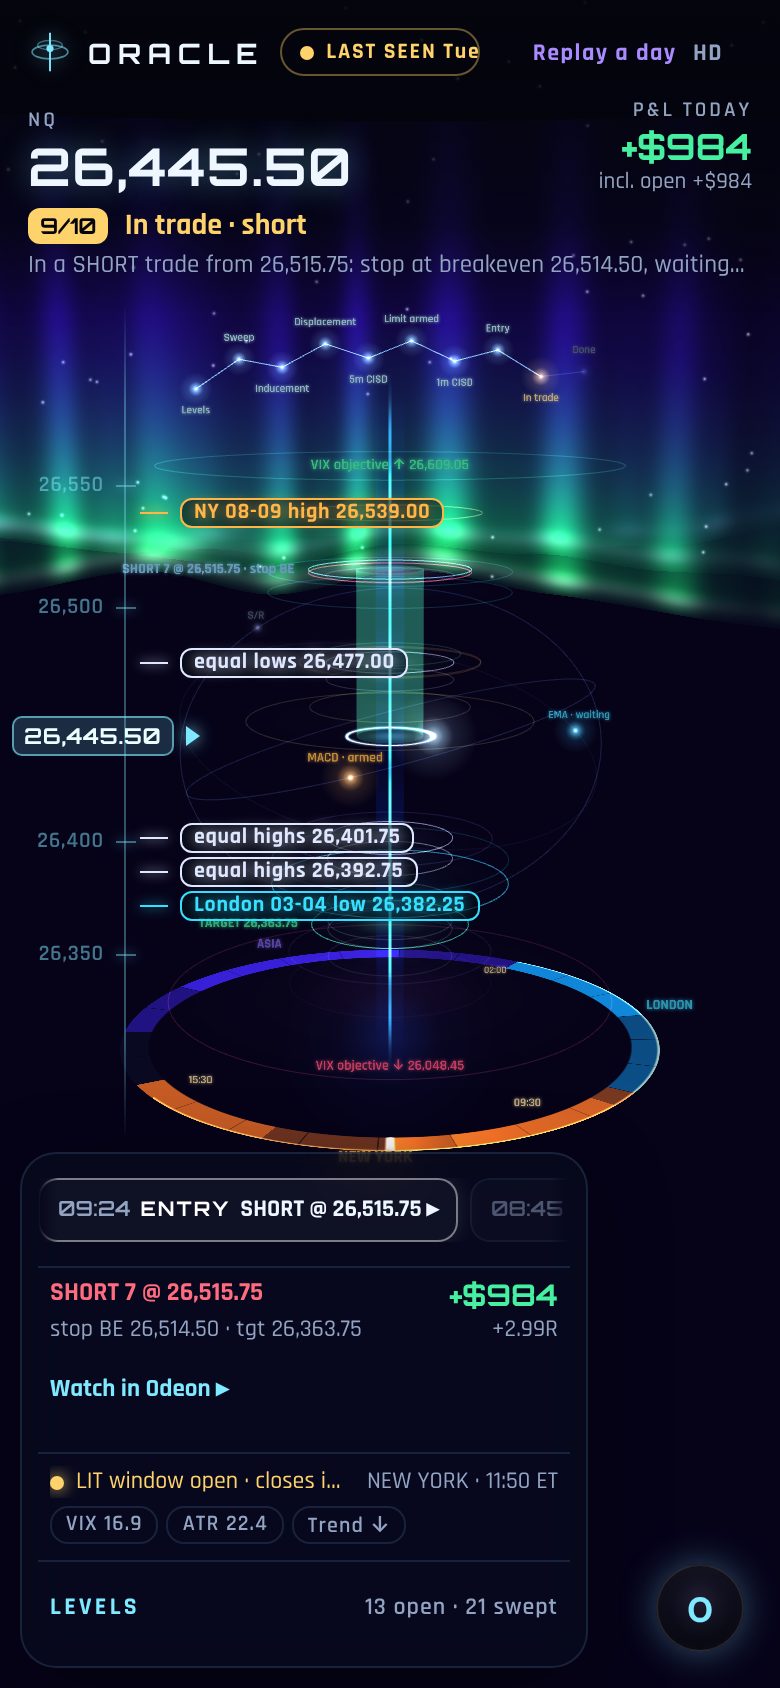 ORACLE
LAST SEEN Tue
Replay a day HD
NQ
P&L TODAY
26,445.50
+$984
incl. open +$984
9/10 In trade · short
In a SHORT trade from 26,515.75: stop at breakeven 26,514.50, waiting...
Displacement
Limit armed
Sweep
Entry
Done
5m CISD
1m CISD
Inducement
In trade
Levels
VIX objective ↑ 26,609.05
26,550
NY 08-09 high 26,539.00
SHORT 7 @ 26,515.75 · stop BE
26,500
S/R
equal lows 26,477.00
EMA · waiting
26,445.50
MACD · armed
26,400
equal highs 26,401.75
equal highs 26,392.75
London 03-04 low 26,382.25
TARGET 26,363.75
ASIA
26,350
02:00
LONDON
VIX objective ↓ 26,048.45
15:30
09:30
NEW YORK
09:24 ENTRY SHORT @ 26,515.75 ▸
08:45
SHORT 7 @ 26,515.75
+$984
stop BE 26,514.50 · tgt 26,363.75
+2.99R
Watch in Odeon ▸
LIT window open · closes i...
NEW YORK · 11:50 ET
VIX 16.9
ATR 22.4
Trend ↓
LEVELS
13 open · 21 swept
O